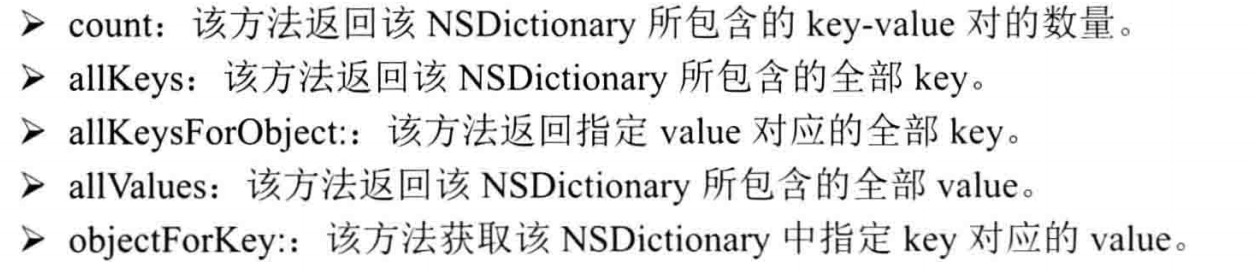 ➤ count：该方法返回该 NSDictionary 所包含的 key-value 对的数量。
➤ allKeys：该方法返回该 NSDictionary 所包含的全部 key。
➤ allKeysForObject:：该方法返回指定 value 对应的全部 key。
➤ allValues：该方法返回该 NSDictionary 所包含的全部 value。
➤ objectForKey:：该方法获取该 NSDictionary 中指定 key 对应的 value。